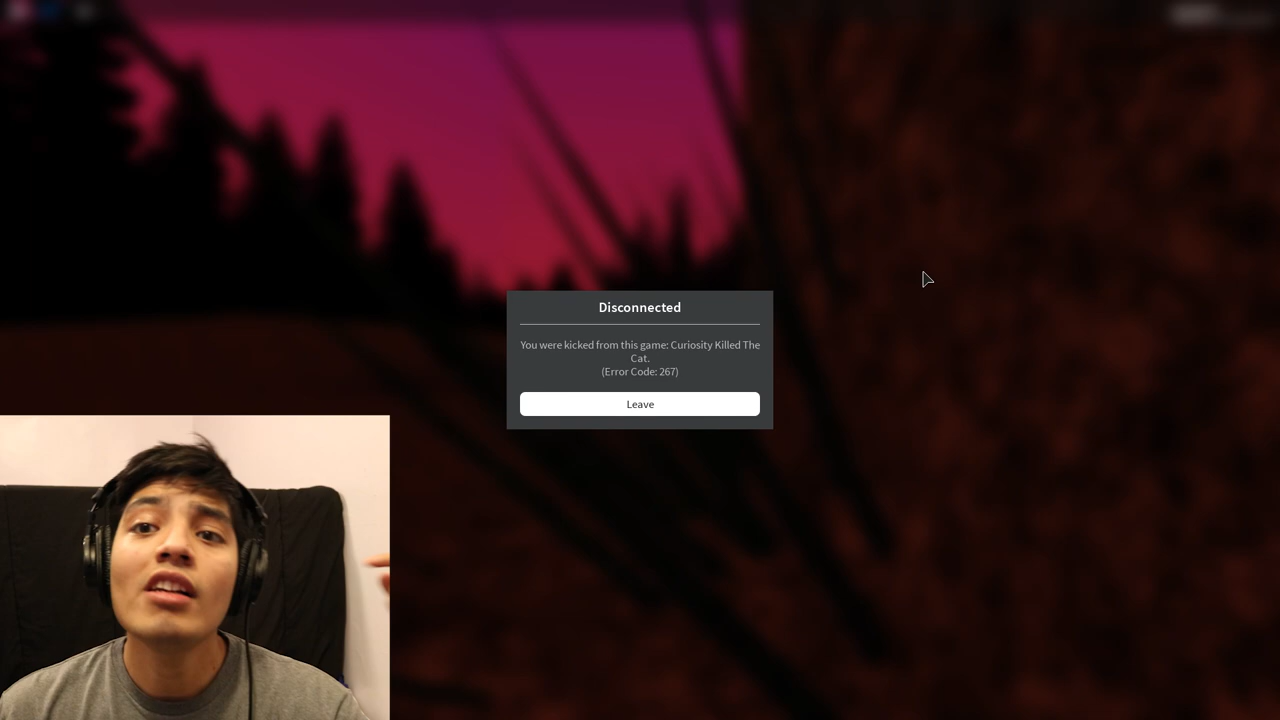 Disconnected
You were kicked from this game: Curiosity Killed The
Cat.
(Error Code: 267)
Leave